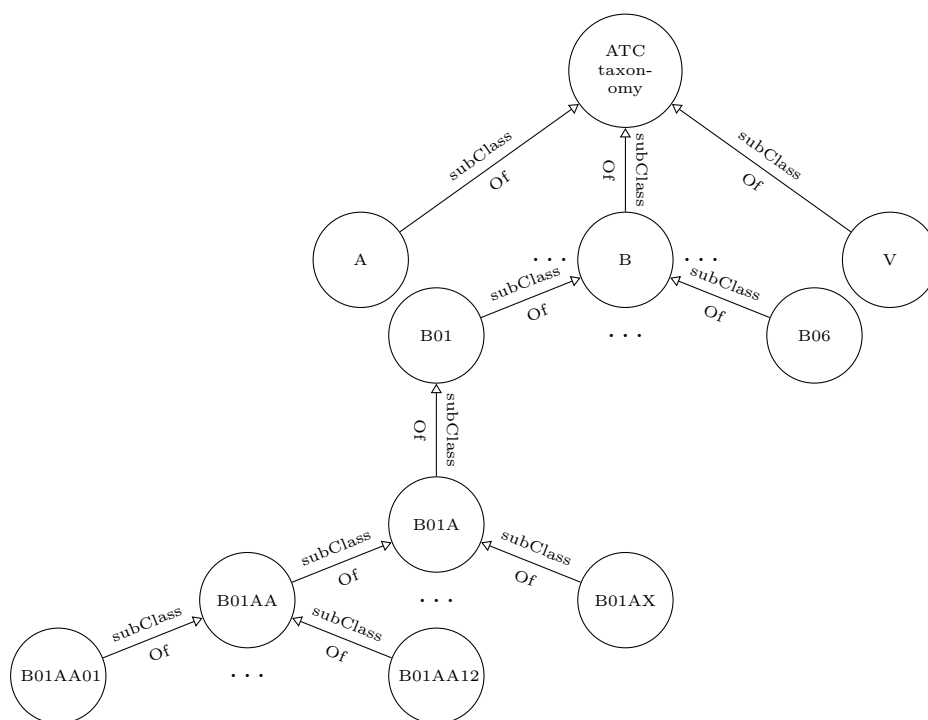 ATC
taxon-
omy
subClass
Of
subClass
Of
subClass
Of
A
. . .
B
. . .
V
subClass
Of
subClass
Of
B01
. . .
B06
subClass
Of
B01A
subClass
Of
subClass
Of
B01AA
. . .
B01AX
subClass
Of
subClass
Of
B01AA01
. . .
B01AA12